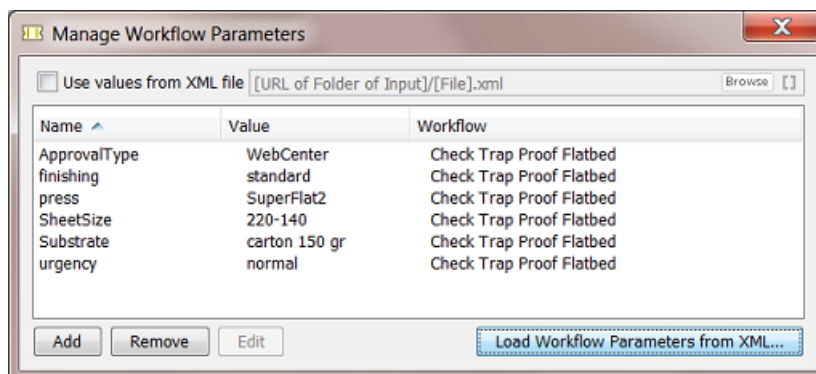 Manage Workflow Parameters
Use values from XML file [URL of Folder of Input]/[File].xml Browse []
Name Value Workflow
ApprovalType WebCenter Check Trap Proof Flatbed
finishing standard Check Trap Proof Flatbed
press SuperFlat2 Check Trap Proof Flatbed
SheetSize 220-140 Check Trap Proof Flatbed
Substrate carton 150 gr Check Trap Proof Flatbed
urgency normal Check Trap Proof Flatbed
Add Remove Edit Load Workflow Parameters from XML...